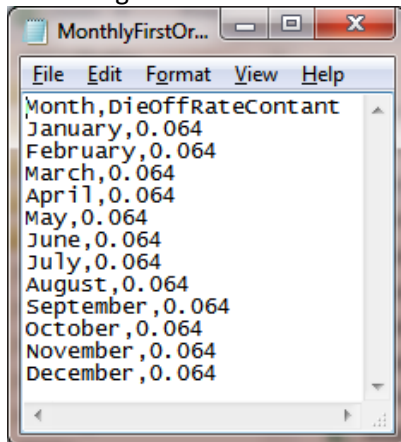 MonthlyFirstOr...
File Edit Format View Help
Month,DieOffRateContant
January,0.064
February,0.064
March,0.064
April,0.064
May,0.064
June,0.064
July,0.064
August,0.064
September,0.064
October,0.064
November,0.064
December,0.064